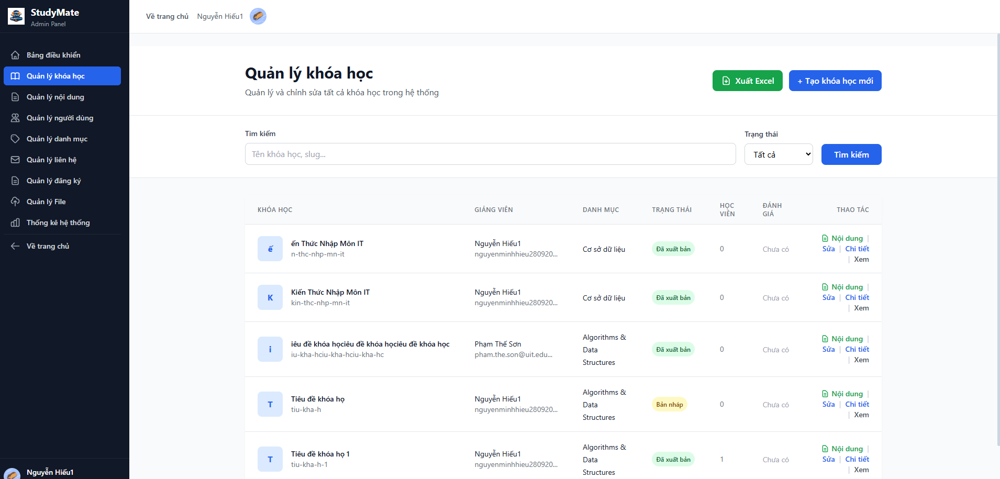 StudyMate
Admin Panel
Bảng điều khiển
Quản lý khóa học
Quản lý nội dung
Quản lý người dùng
Quản lý danh mục
Quản lý liên hệ
Quản lý đăng ký
Quản lý File
Thống kê hệ thống
Về trang chủ
Nguyễn Hiếu1
Về trang chủ Nguyễn Hiếu1
Quản lý khóa học
Quản lý và chỉnh sửa tất cả khóa học trong hệ thống
Xuất Excel
+ Tạo khóa học mới
Tìm kiếm
Tên khóa học, slug...
Trạng thái
Tất cả
Tìm kiếm
KHÓA HỌC GIẢNG VIÊN DANH MỤC TRẠNG THÁI HỌC VIÊN ĐÁNH GIÁ THAO TÁC
ế
ến Thức Nhập Môn IT
n-thc-nhp-mn-it
Nguyễn Hiếu1
nguyenminhhieu280920...
Cơ sở dữ liệu
Đã xuất bản
0
Chưa có
Nội dung |
Sửa | Chi tiết
| Xem
K
Kiến Thức Nhập Môn IT
kin-thc-nhp-mn-it
Nguyễn Hiếu1
nguyenminhhieu280920...
Cơ sở dữ liệu
Đã xuất bản
0
Chưa có
Nội dung |
Sửa | Chi tiết
| Xem
i
iêu đề khóa họciêu đề khóa họciêu đề khóa học
iu-kha-hciu-kha-hciu-kha-hc
Phạm Thế Sơn
pham.the.son@uit.edu...
Algorithms &
Data
Structures
Đã xuất bản
0
Chưa có
Nội dung |
Sửa | Chi tiết
| Xem
T
Tiêu đề khóa họ
tiu-kha-h
Nguyễn Hiếu1
nguyenminhhieu280920...
Algorithms &
Data
Structures
Bản nháp
0
Chưa có
Nội dung |
Sửa | Chi tiết
| Xem
T
Tiêu đề khóa họ 1
tiu-kha-h-1
Nguyễn Hiếu1
nguyenminhhieu280920...
Algorithms &
Data
Structures
Đã xuất bản
1
Chưa có
Nội dung |
Sửa | Chi tiết
| Xem